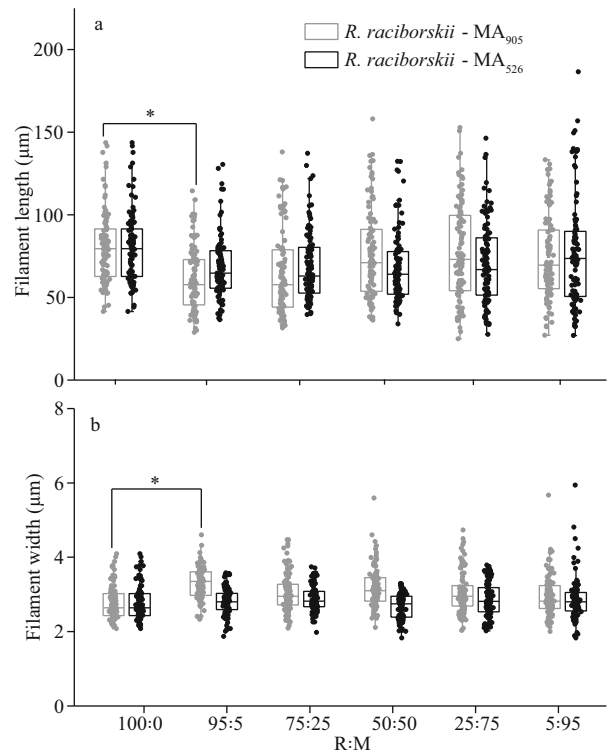 a
R. raciborskii - MA905
R. raciborskii - MA526
*
Filament length (µm)
200
150
100
50
0
b
*
Filament width (µm)
8
6
4
2
0
100:0 95:5 75:25 50:50 25:75 5:95
R:M